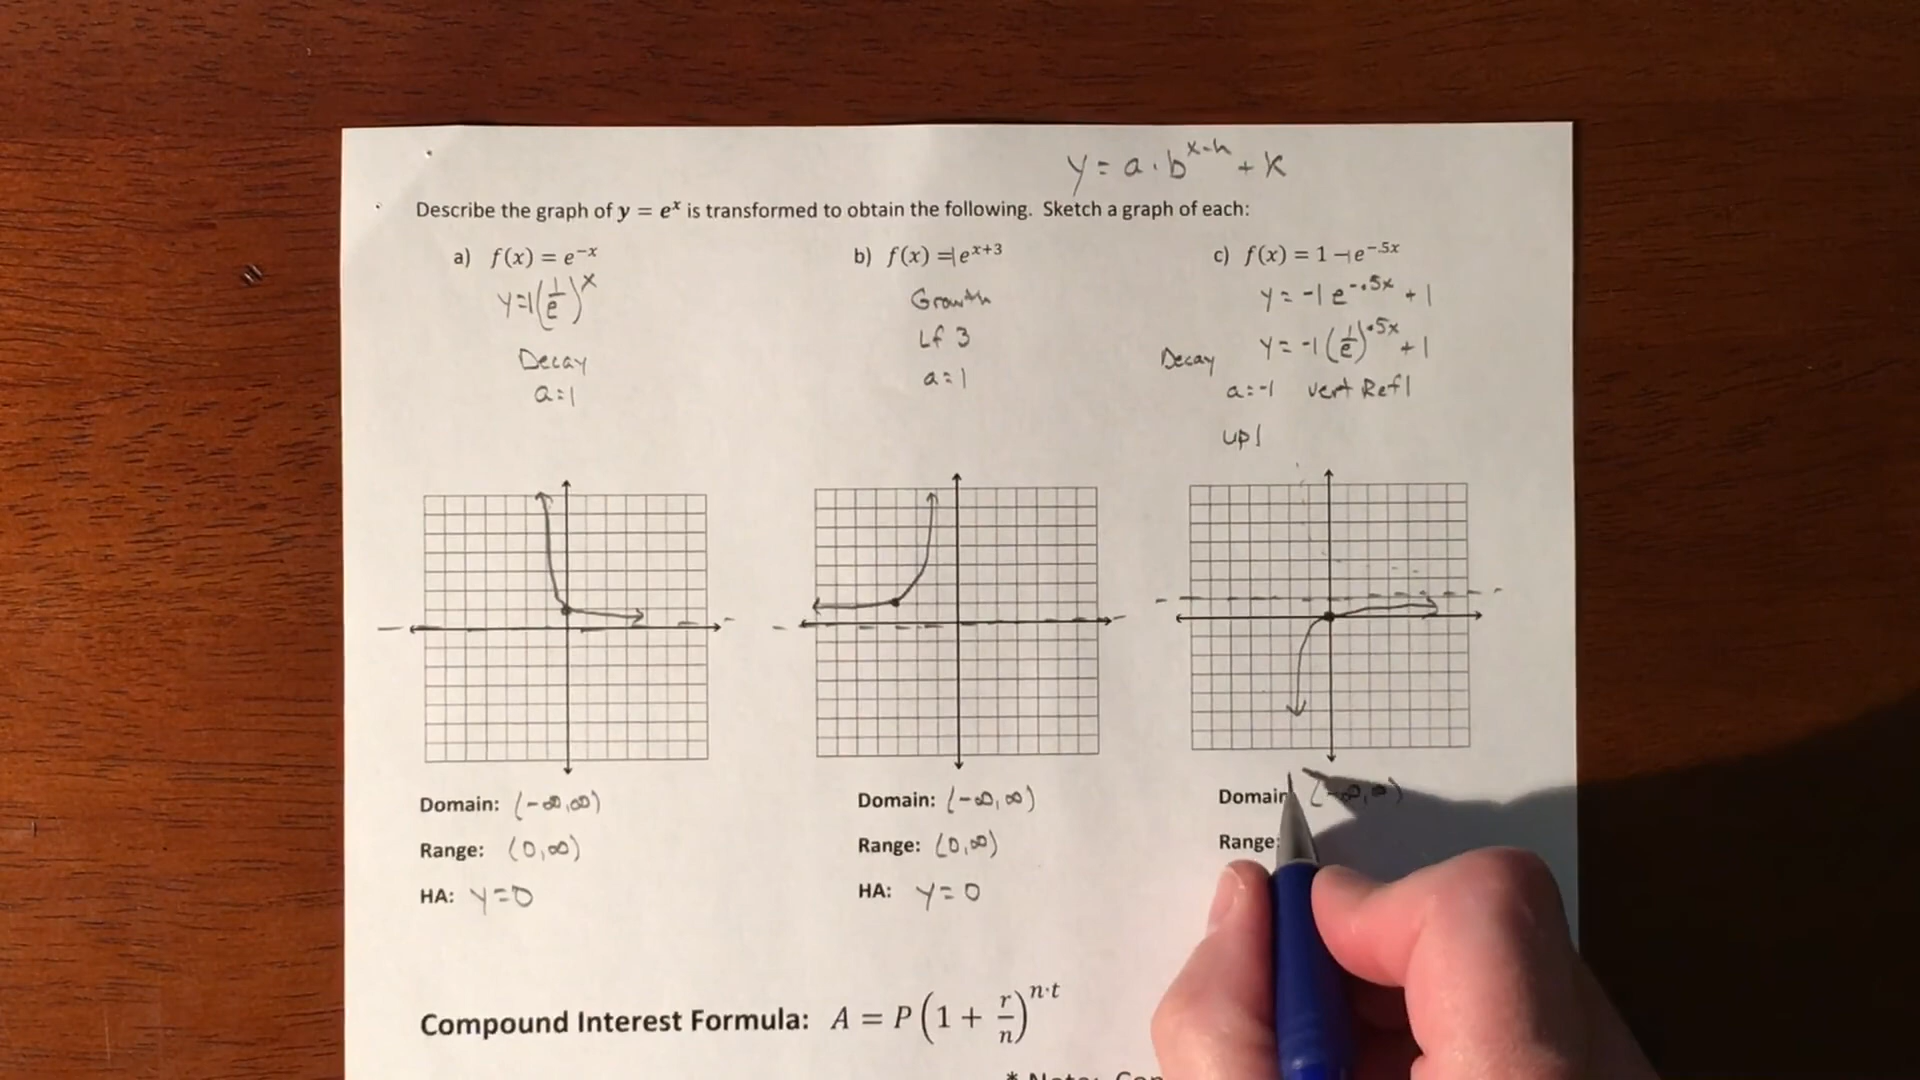 y = a · b^(x-h) + k
Describe the graph of y = e^x is transformed to obtain the following. Sketch a graph of each:
a) f(x) = e^(−x)
y=1(1/e)^x
Decay
a=1
b) f(x) =1e^(x+3)
Growth
Lf 3
a=1
c) f(x) = 1 −1e^(−.5x)
y = -1 e^(-.5x) + 1
y = -1 (1/e)^(.5x) + 1
Decay
a=-1 vert Refl
up 1
Domain: (-∞,∞)
Range: (0,∞)
HA: y=0
Domain: (-∞,∞)
Range: (0,∞)
HA: y=0
Domain (-∞,∞)
Range:
Compound Interest Formula: A = P(1 + r/n)^(n·t)
* Note: